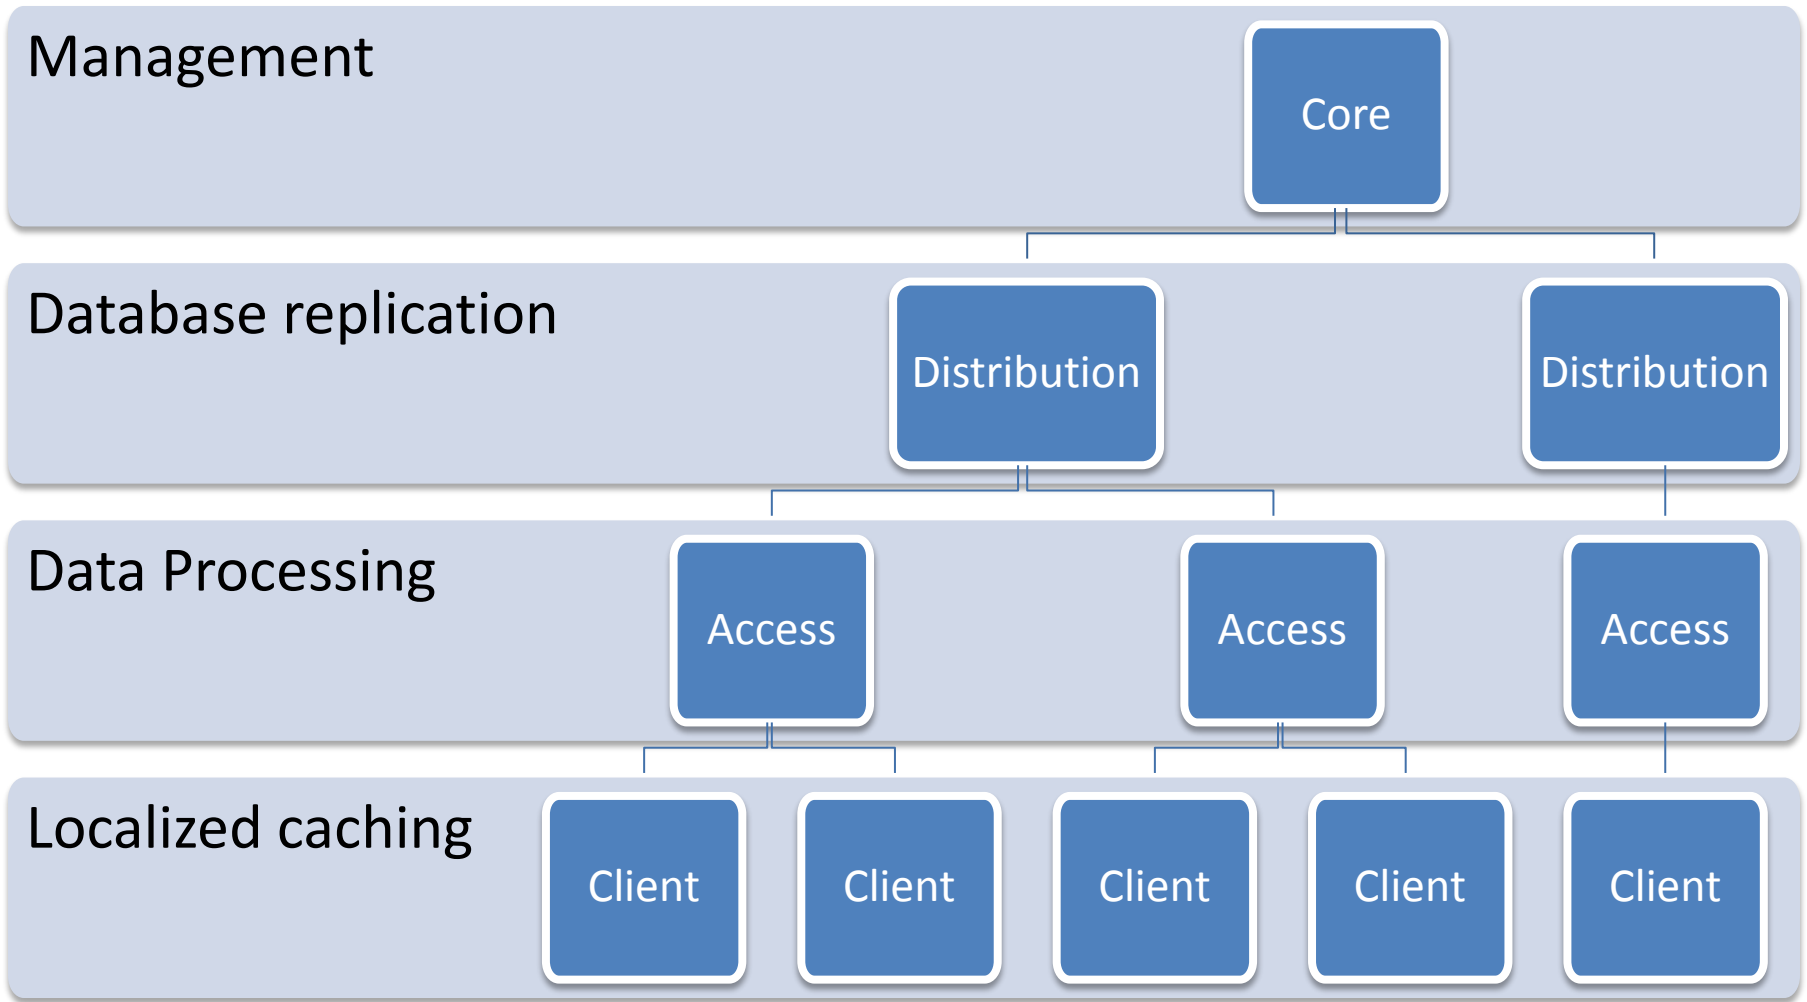 Management
Core
Database replication
Distribution
Distribution
Data Processing
Access
Access
Access
Localized caching
Client
Client
Client
Client
Client